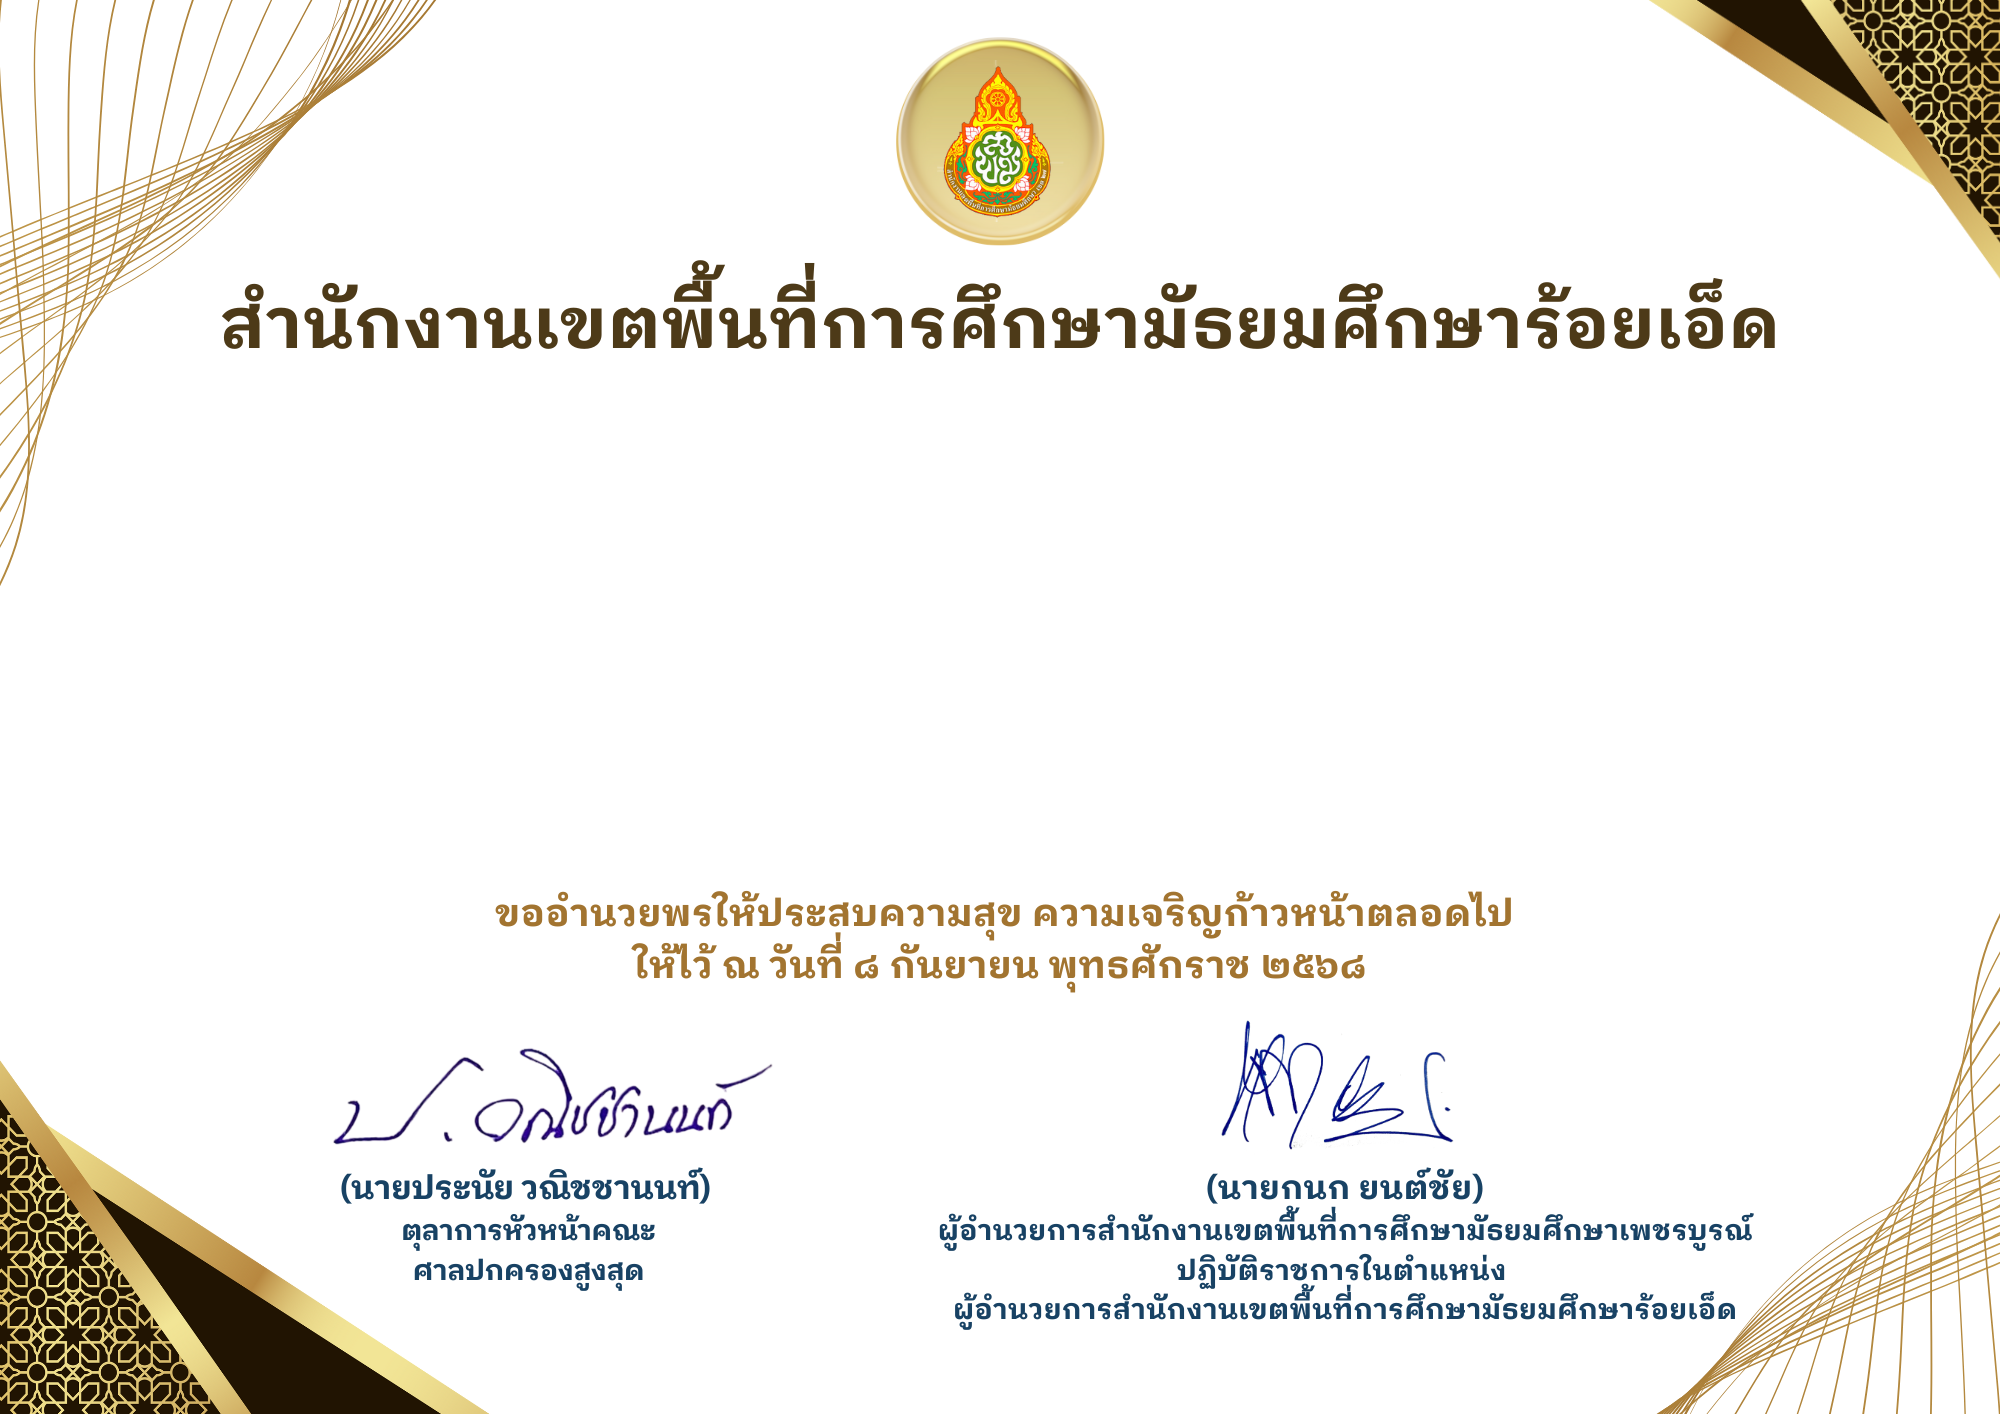 สำนักงานเขตพื้นที่การศึกษามัธยมศึกษาร้อยเอ็ด
ขออำนวยพรให้ประสบความสุข ความเจริญก้าวหน้าตลอดไป
ให้ไว้ ณ วันที่ ๘ กันยายน พุทธศักราช ๒๕๖๘
ป. วณิชชานนท์
(นายประนัย วณิชชานนท์)
ตุลาการหัวหน้าคณะ
ศาลปกครองสูงสุด
(นายกนก ยนต์ชัย)
ผู้อำนวยการสำนักงานเขตพื้นที่การศึกษามัธยมศึกษาเพชรบูรณ์
ปฏิบัติราชการในตำแหน่ง
ผู้อำนวยการสำนักงานเขตพื้นที่การศึกษามัธยมศึกษาร้อยเอ็ด